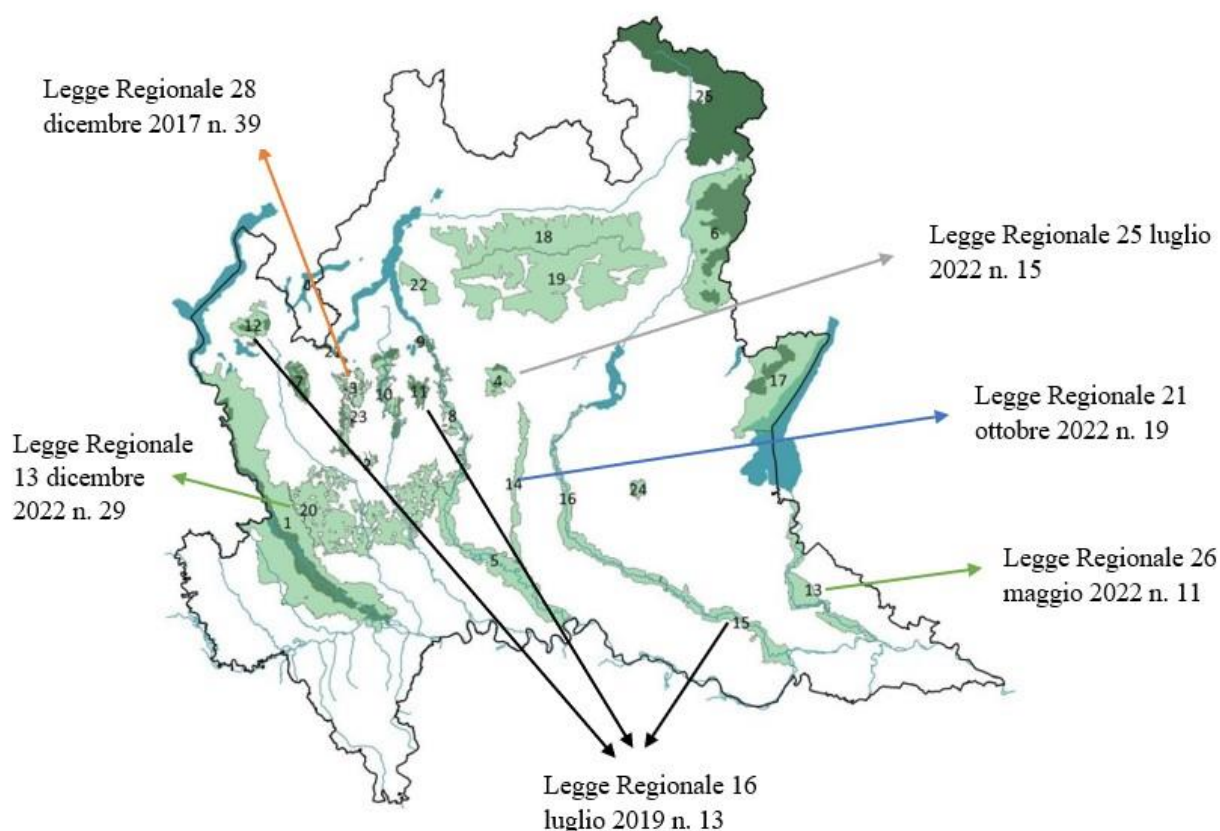 Legge Regionale 28
dicembre 2017 n. 39
25
Legge Regionale 25 luglio
2022 n. 15
18
6
19
22
12
9
17
7
3
10
11
4
23
8
Legge Regionale 21
ottobre 2022 n. 19
Legge Regionale
13 dicembre
2022 n. 29
2
14
16
24
20
1
5
Legge Regionale 26
maggio 2022 n. 11
13
15
Legge Regionale 16
luglio 2019 n. 13